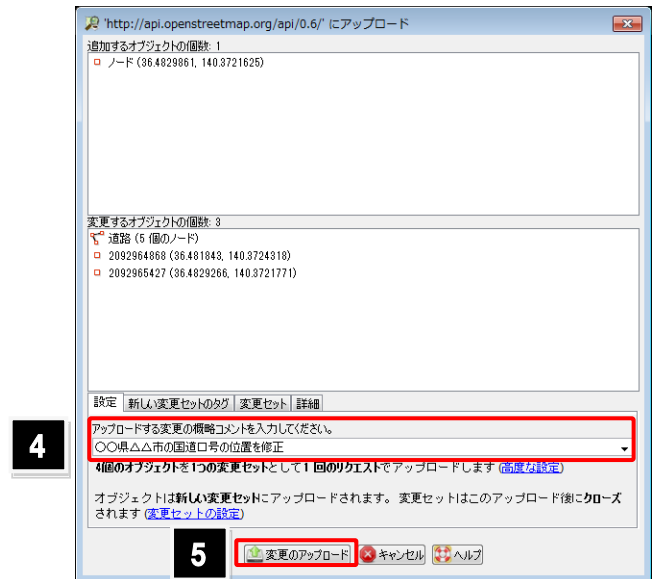 'http://api.openstreetmap.org/api/0.6/' にアップロード
追加するオブジェクトの個数: 1
ノード (36.4829861, 140.3721625)
変更するオブジェクトの個数: 3
道路 (5 個のノード)
2092964868 (36.481843, 140.3724318)
2092965427 (36.4829266, 140.3721771)
設定 新しい変更セットのタグ 変更セット 詳細
アップロードする変更の概略コメントを入力してください。
4
〇〇県△△市の国道口号の位置を修正
4個のオブジェクトを1つの変更セットとして1 回のリクエストでアップロードします (高度な設定)
オブジェクトは新しい変更セットにアップロードされます。 変更セットはこのアップロード後にクローズ
されます (変更セットの設定)
5
変更のアップロード キャンセル ヘルプ